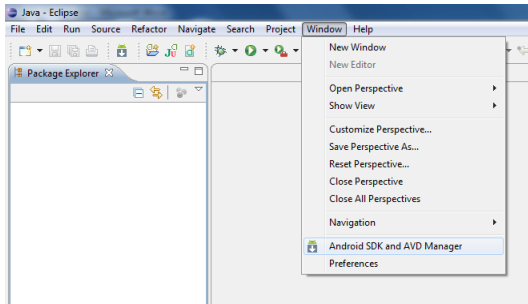 Java - Eclipse
File Edit Run Source Refactor Navigate Search Project Window Help
Package Explorer
New Window
New Editor
Open Perspective
Show View
Customize Perspective...
Save Perspective As...
Reset Perspective...
Close Perspective
Close All Perspectives
Navigation
Android SDK and AVD Manager
Preferences